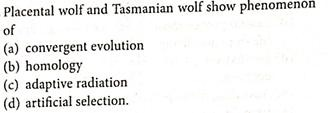 Placental wolf and Tasmanian wolf show phenomenon
of
(a) convergent evolution
(b) homology
(c) adaptive radiation
(d) artificial selection.